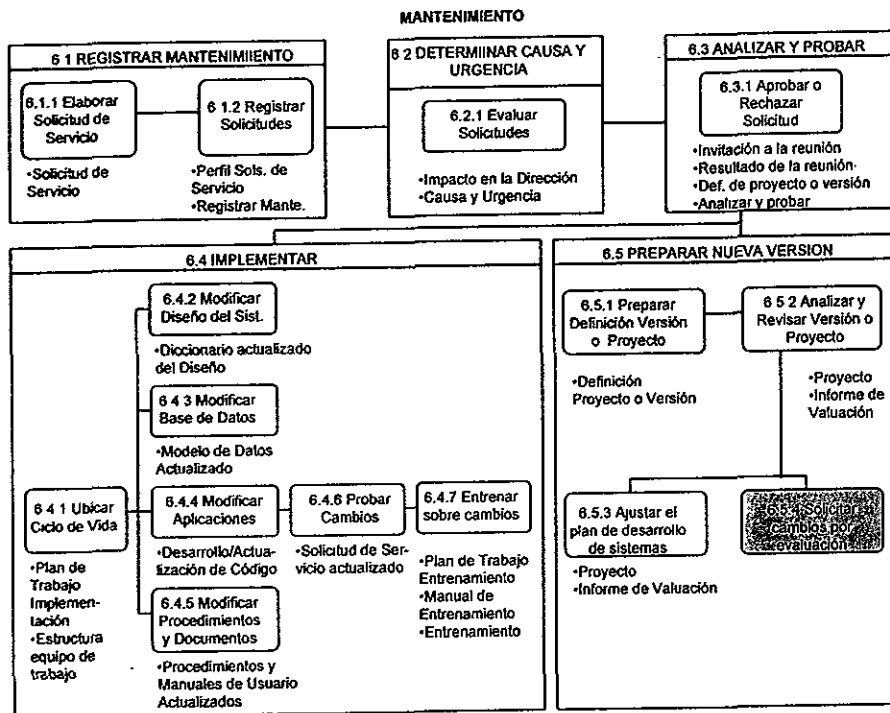 MANTENIMIENTO
6 1 REGISTRAR MANTENIMIIENTO
6.1.1 Elaborar
Solicitud de
Servicio
6 1.2 Registrar
Solicitudes
•Solicitud de
Servicio
•Perfil Sols. de
Servicio
•Registrar Mante.
6 2 DETERMIINAR CAUSA Y
URGENCIA
6.2.1 Evaluar
Solicitudes
•Impacto en la Dirección
•Causa y Urgencia
6.3 ANALIZAR Y PROBAR
6.3.1 Aprobar o
Rechazar
Solicitud
•Invitación a la reunión
•Resultado de la reunión·
•Def. de proyecto o versión
•Analizar y probar
6.4 IMPLEMENTAR
6.4.2 Modificar
Diseño del Sist.
•Diccionario actualizado
del Diseño
6 4 3 Modificar
Base de Datos
•Modelo de Datos
Actualizado
6 4 1 Ubicar
Ciclo de Vida
•Plan de
Trabajo
Implemen-
tación
•Estructura
equipo de
trabajo
6.4.4 Modificar
Aplicaciones
•Desarrollo/Actua-
lización de Código
6.4.6 Probar
Cambios
•Solicitud de Ser-
vicio actualizado
6.4.7 Entrenar
sobre cambios
•Plan de Trabajo
Entrenamiento
•Manual de
Entrenamiento
•Entrenamiento
6.4.5 Modificar
Procedimientos
y Documentos
•Procedimientos y
Manuales de Usuario
Actualizados
6.5 PREPARAR NUEVA VERSION
6.5.1 Preparar
Definición Versión
o Proyecto
•Definición
Proyecto o Versión
6 5 2 Analizar y
Revisar Versión o
Proyecto
•Proyecto
•Informe de
Valuación
6.5.3 Ajustar el
plan de desarrollo
de sistemas
•Proyecto
•Informe de Valuación
6.5.4 Solicitar
cambios por
evaluación